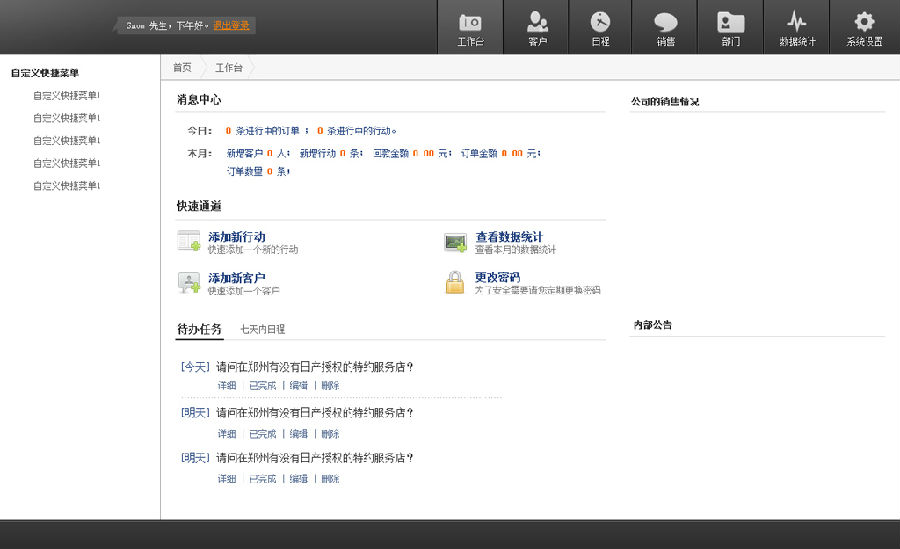 Saom 先生，下午好。退出登录
工作台
客户
日程
销售
部门
数据统计
系统设置
自定义快捷菜单
自定义快捷菜单1
自定义快捷菜单1
自定义快捷菜单1
自定义快捷菜单1
自定义快捷菜单1
首页
工作台
消息中心
今日： 0 条进行中的订单 ； 0 条进行中的行动。
本月： 新增客户 0 人； 新增行动 0 条； 回款金额 0.00 元； 订单金额 0.00 元；
订单数量 0 条；
快速通道
添加新行动
快速添加一个新的行动
查看数据统计
查看本月的数据统计
添加新客户
快速添加一个客户
更改密码
为了安全需要请您定期更换密码
待办任务
七天内日程
[今天] 请问在郑州有没有日产授权的特约服务店？
详细 | 已完成 | 编辑 | 删除
[明天] 请问在郑州有没有日产授权的特约服务店？
详细 | 已完成 | 编辑 | 删除
[明天] 请问在郑州有没有日产授权的特约服务店？
详细 | 已完成 | 编辑 | 删除
公司的销售情况
内部公告